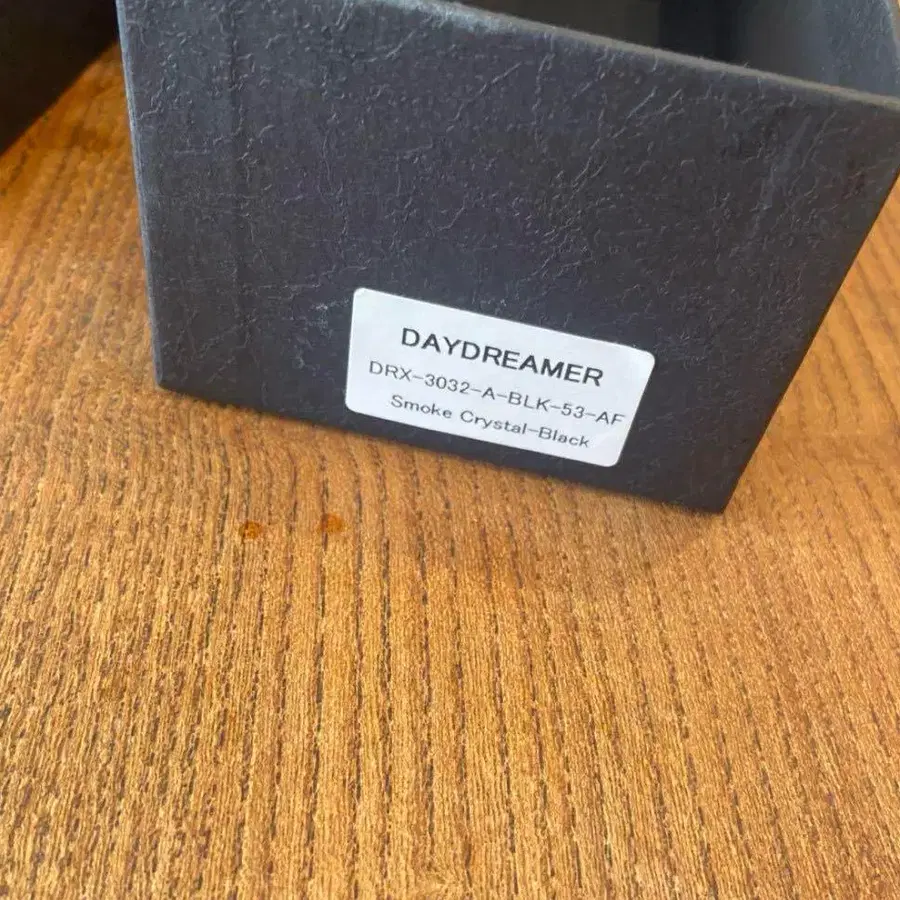 DAYDREAMER
DRX-3032-A-BLK-53-AF
Smoke Crystal-Black